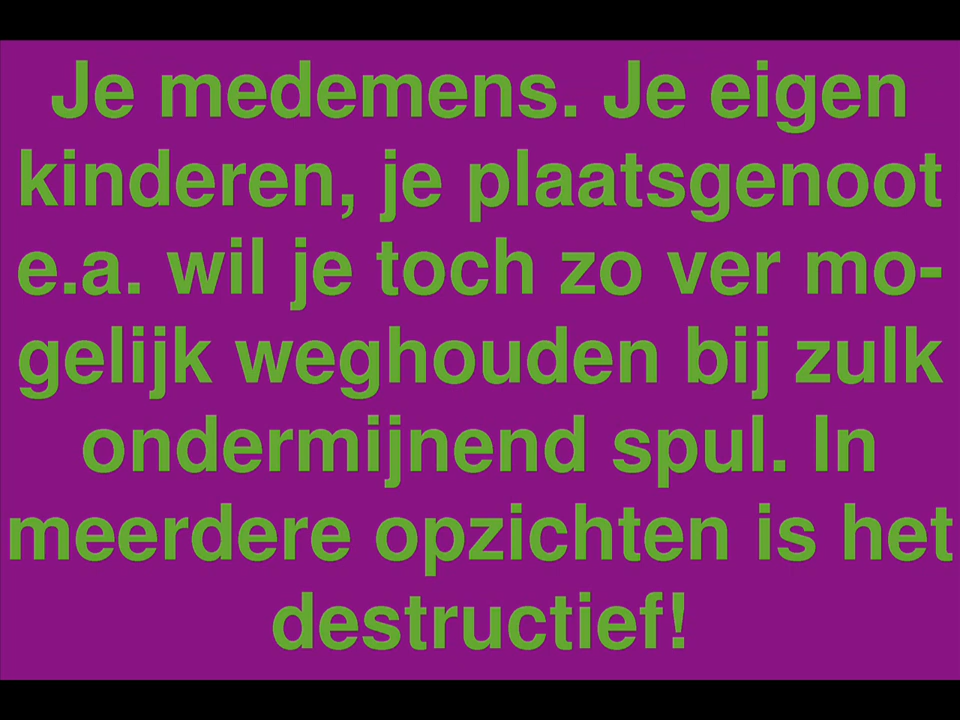 Je medemens. Je eigen
kinderen, je plaatsgenoot
e.a. wil je toch zo ver mo-
gelijk weghouden bij zulk
ondermijnend spul. In
meerdere opzichten is het
destructief!